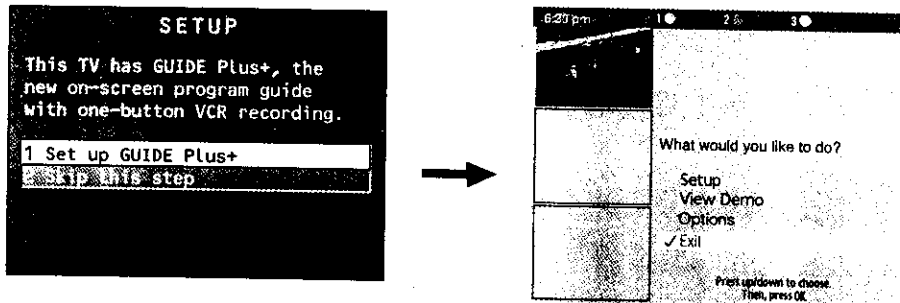 SETUP
This TV has GUIDE Plus+, the
new on-screen program guide
with one-button VCR recording.
1 Set up GUIDE Plus+
2 Skip this step
6:23 pm
1 2 3
What would you like to do?
Setup
View Demo
Options
✓ Exit
Press up/down to choose.
Then, press OK.